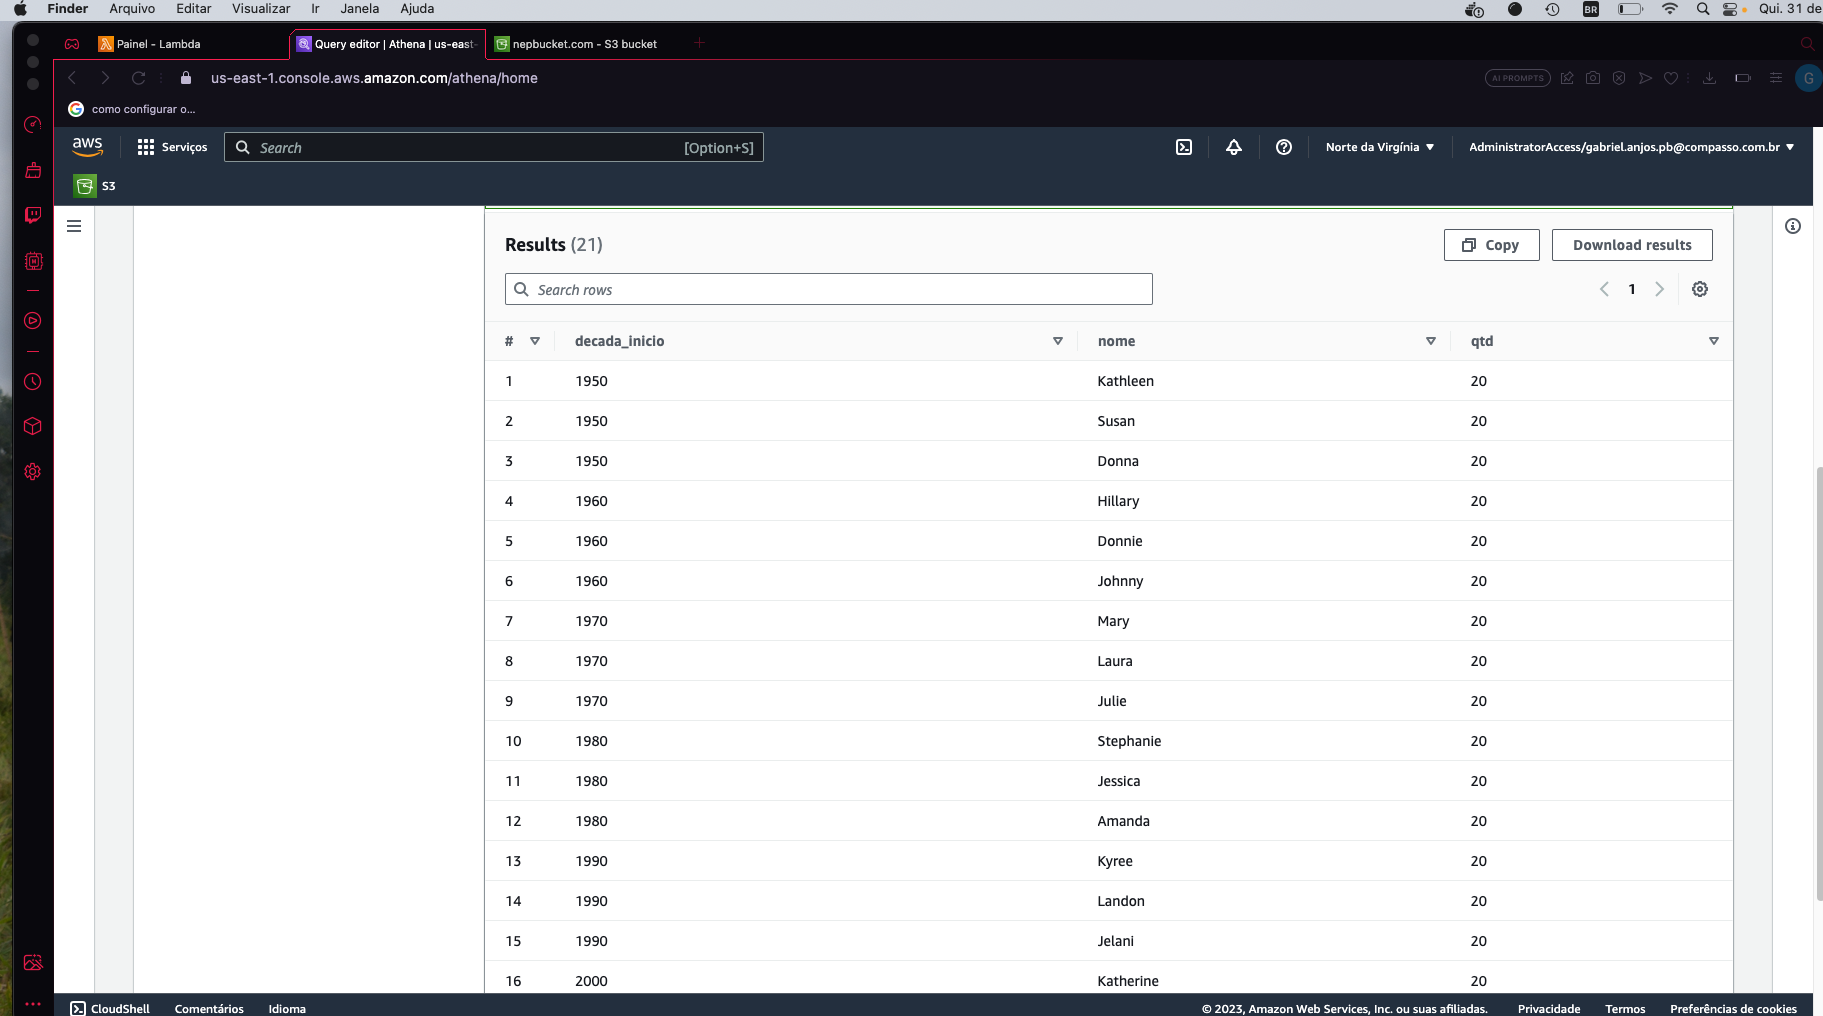 Finder Arquivo Editar Visualizar Ir Janela Ajuda BR Qui. 31 de
Painel - Lambda Query editor | Athena | us-east- nepbucket.com - S3 bucket
us-east-1.console.aws.amazon.com/athena/home AI PROMPTS G
como configurar o...
aws Serviços Search [Option+S] Norte da Virgínia AdministratorAccess/gabriel.anjos.pb@compasso.com.br
S3
Results (21) Copy Download results
Search rows 1
# decada_inicio nome qtd
1 1950 Kathleen 20
2 1950 Susan 20
3 1950 Donna 20
4 1960 Hillary 20
5 1960 Donnie 20
6 1960 Johnny 20
7 1970 Mary 20
8 1970 Laura 20
9 1970 Julie 20
10 1980 Stephanie 20
11 1980 Jessica 20
12 1980 Amanda 20
13 1990 Kyree 20
14 1990 Landon 20
15 1990 Jelani 20
16 2000 Katherine 20
CloudShell Comentários Idioma © 2023, Amazon Web Services, Inc. ou suas afiliadas. Privacidade Termos Preferências de cookies